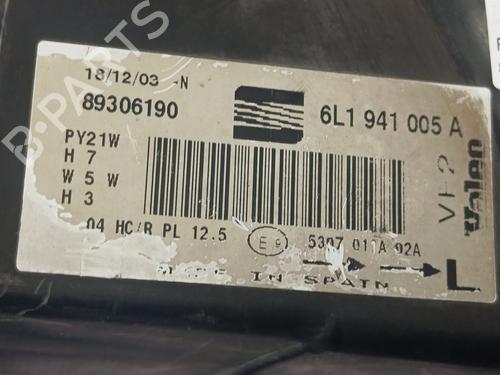 18/12/03 -N
89306190
6L1 941 005 A
PY21W
H 7
W 5 W
H 3
VF2
Valeo
04 HC/R PL 12.5
E9
5307 011A 02A
MADE IN SPAIN
L
B-PARTS